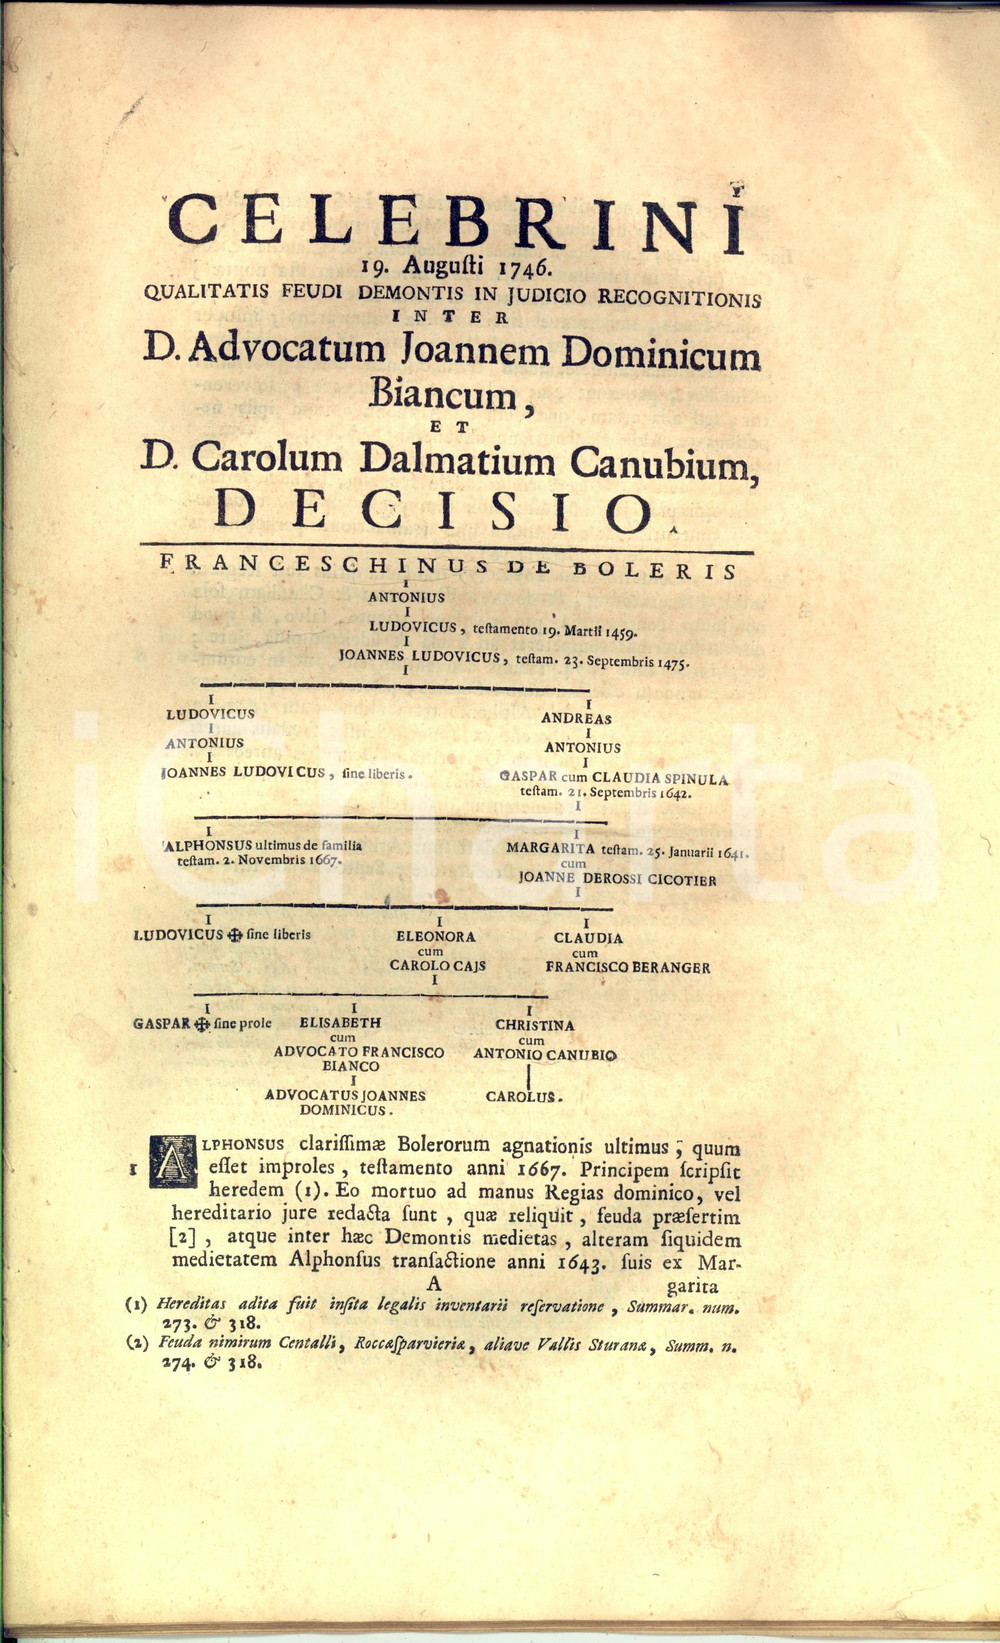 CELEBRINI
19. Augusti 1746.
QUALITATIS FEUDI DEMONTIS IN JUDICIO RECOGNITIONIS
INTER
D. Advocatum Joannem Dominicum
Biancum,
ET
D. Carolum Dalmatium Canubium,
DECISIO.
FRANCESCHINUS DE BOLERIS
I
ANTONIUS
I
LUDOVICUS, teſtamento 19. Martii 1459.
I
JOANNES LUDOVICUS, teſtam. 23. Septembris 1475.
I
I I
LUDOVICUS ANDREAS
I I
ANTONIUS ANTONIUS
I I
JOANNES LUDOVICUS, ſine liberis. GASPAR cum CLAUDIA SPINULA
teſtam. 21. Septembris 1642.
I
I I
ALPHONSUS ultimus de familia MARGARITA teſtam. 25. Januarii 1641.
teſtam. 2. Novembris 1667. cum
JOANNE DEROSSI CICOTIER
I
I I I
LUDOVICUS ✠ ſine liberis ELEONORA CLAUDIA
cum cum
CAROLO CAJS FRANCISCO BERANGER
I
I I I
GASPAR ✠ ſine prole ELISABETH CHRISTINA
cum cum
ADVOCATO FRANCISCO ANTONIO CANUBIO
BIANCO
I
ADVOCATUS JOANNES CAROLUS.
DOMINICUS.
ALPHONSUS clariſſimæ Bolerorum agnationis ultimus, quum
1 eſſet improles, teſtamento anni 1667. Principem ſcripſit
heredem (1). Eo mortuo ad manus Regias dominico, vel
hereditario jure redacta ſunt, quæ reliquit, feuda præſertim
[2], atque inter hæc Demontis medietas, alteram ſiquidem
medietatem Alphonſus tranſactione anni 1643. ſuis ex Mar-
A garita
(1) Hereditas adita fuit inſita legalis inventarii reſervatione, Summar. num.
273. & 318.
(2) Feuda nimirum Centalli, Roccæſparvieriæ, aliave Vallis Sturanæ, Summ. n.
274. & 318.
iGnata